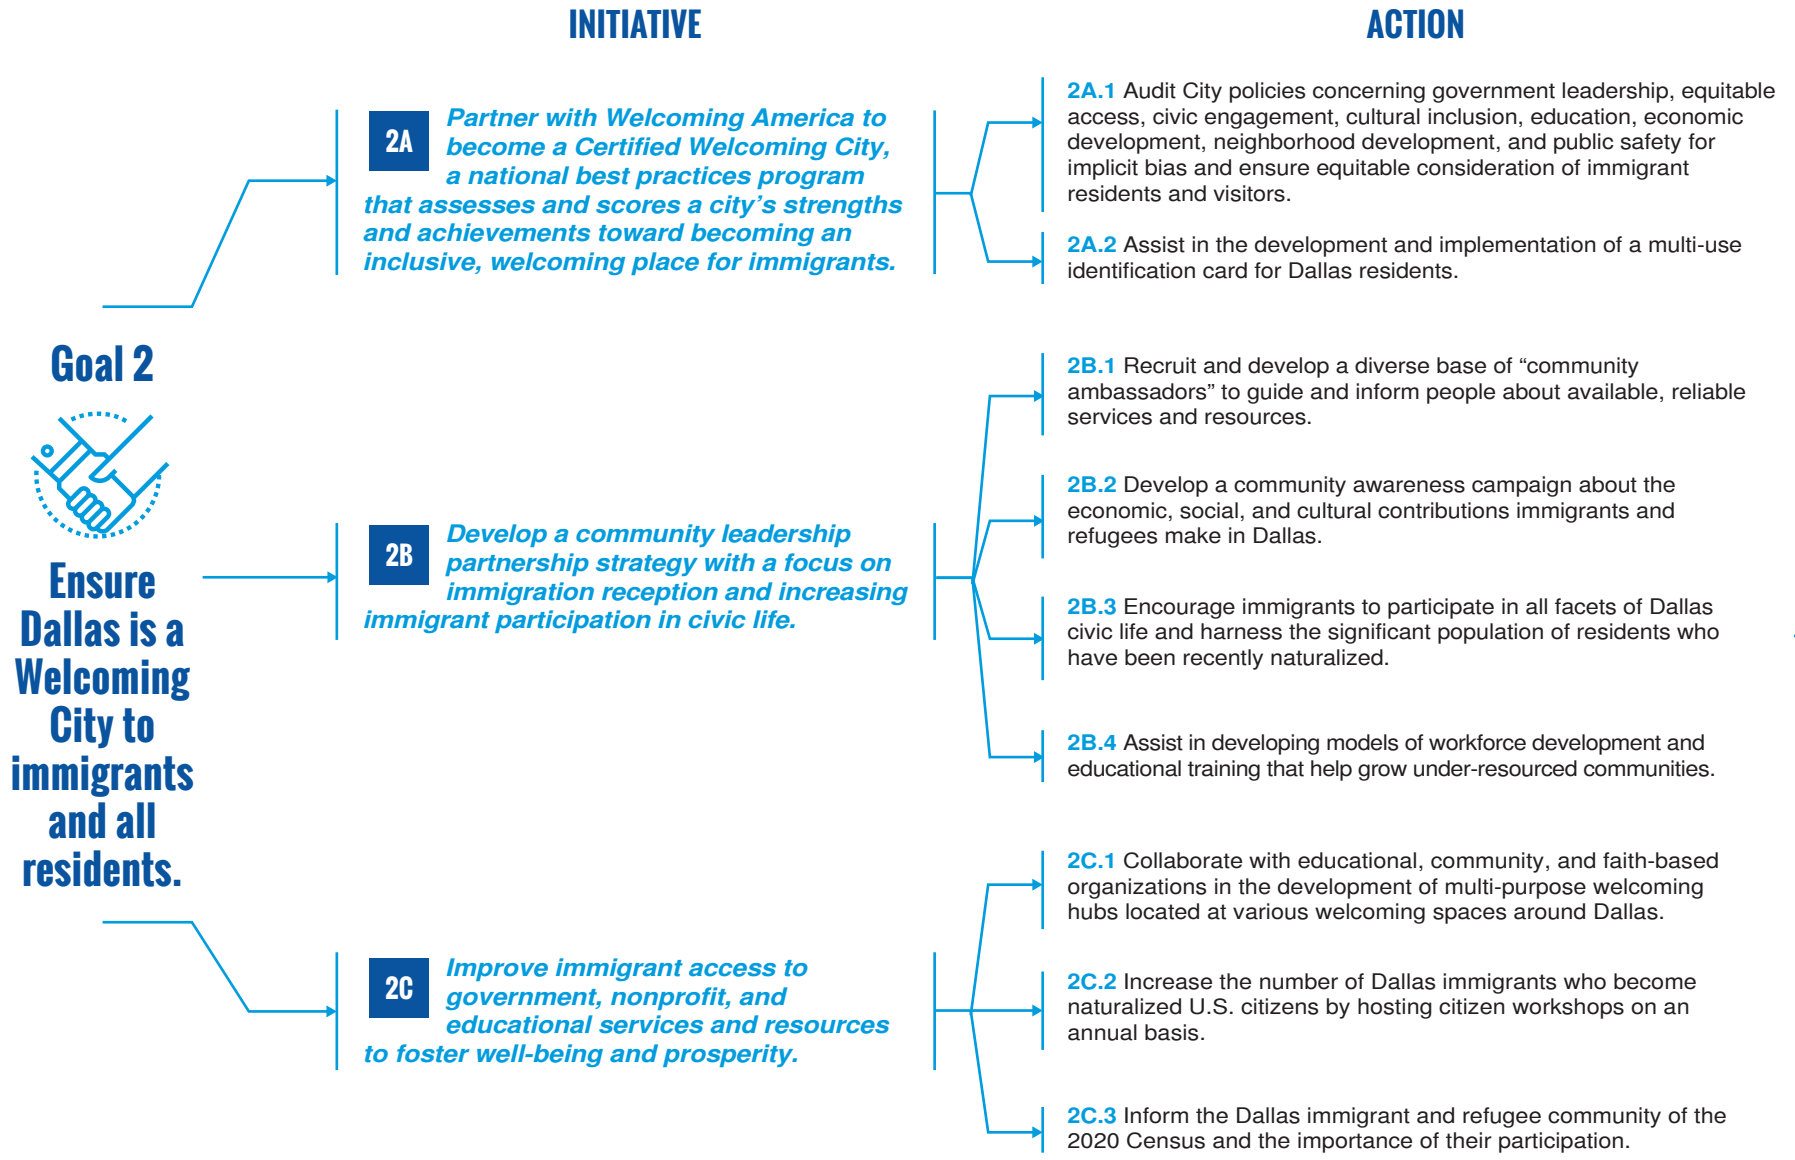 INITIATIVE
ACTION
Goal 2
Ensure
Dallas is a
Welcoming
City to
immigrants
and all
residents.
2A
Partner with Welcoming America to
become a Certified Welcoming City,
a national best practices program
that assesses and scores a city’s strengths
and achievements toward becoming an
inclusive, welcoming place for immigrants.
2A.1 Audit City policies concerning government leadership, equitable
access, civic engagement, cultural inclusion, education, economic
development, neighborhood development, and public safety for
implicit bias and ensure equitable consideration of immigrant
residents and visitors.
2A.2 Assist in the development and implementation of a multi-use
identification card for Dallas residents.
2B
Develop a community leadership
partnership strategy with a focus on
immigration reception and increasing
immigrant participation in civic life.
2B.1 Recruit and develop a diverse base of “community
ambassadors” to guide and inform people about available, reliable
services and resources.
2B.2 Develop a community awareness campaign about the
economic, social, and cultural contributions immigrants and
refugees make in Dallas.
2B.3 Encourage immigrants to participate in all facets of Dallas
civic life and harness the significant population of residents who
have been recently naturalized.
2B.4 Assist in developing models of workforce development and
educational training that help grow under-resourced communities.
2C
Improve immigrant access to
government, nonprofit, and
educational services and resources
to foster well-being and prosperity.
2C.1 Collaborate with educational, community, and faith-based
organizations in the development of multi-purpose welcoming
hubs located at various welcoming spaces around Dallas.
2C.2 Increase the number of Dallas immigrants who become
naturalized U.S. citizens by hosting citizen workshops on an
annual basis.
2C.3 Inform the Dallas immigrant and refugee community of the
2020 Census and the importance of their participation.